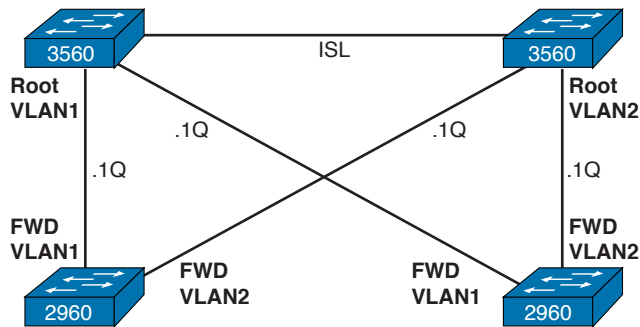 3560
3560
ISL
Root
VLAN1
Root
VLAN2
.1Q
.1Q
.1Q
.1Q
FWD
VLAN1
FWD
VLAN2
FWD
VLAN2
FWD
VLAN1
2960
2960